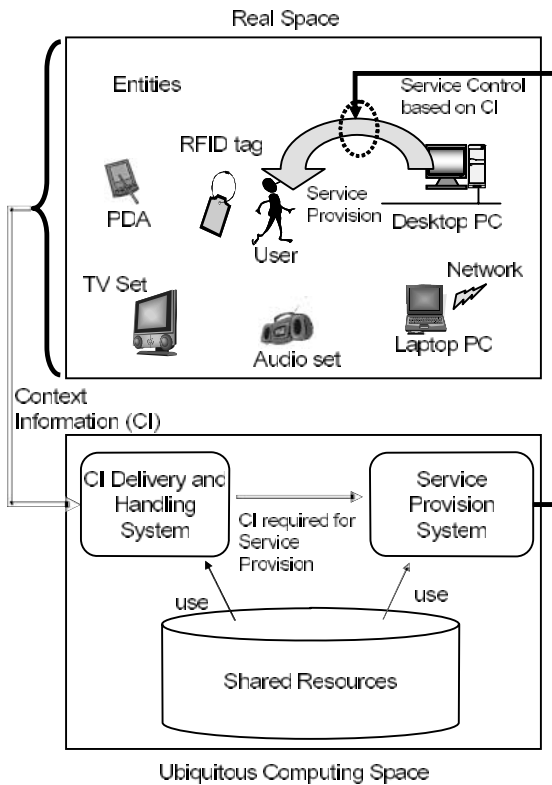 Real Space
Entities
Service Control
based on CI
RFID tag
PDA
Service
Provision
User
Desktop PC
TV Set
Network
Audio set
Laptop PC
Context
Information (CI)
CI Delivery and
Handling
System
Service
Provision
System
CI required for
Service
Provision
use
use
Shared Resources
Ubiquitous Computing Space